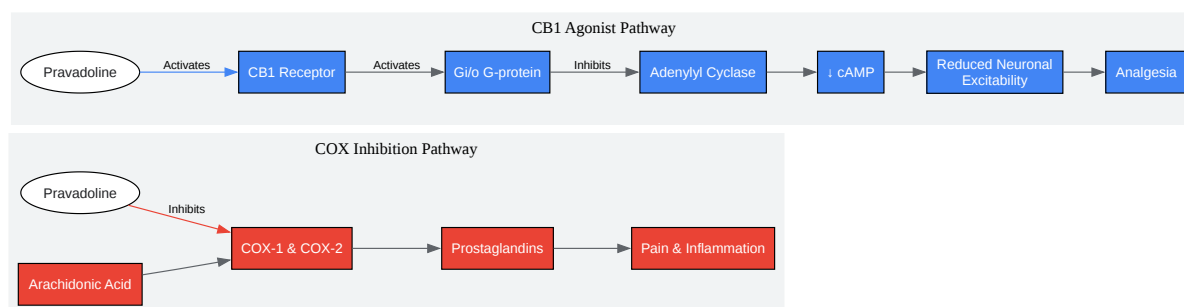 CB1 Agonist Pathway
Pravadoline
Activates
CB1 Receptor
Activates
Gi/o G-protein
Inhibits
Adenylyl Cyclase
↓ cAMP
Reduced Neuronal
Excitability
Analgesia
COX Inhibition Pathway
Pravadoline
Inhibits
COX-1 & COX-2
Prostaglandins
Pain & Inflammation
Arachidonic Acid